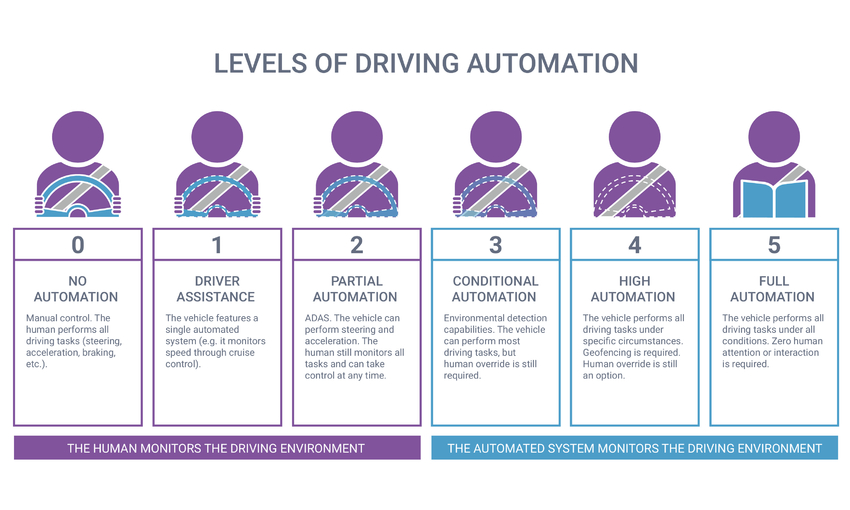 LEVELS OF DRIVING AUTOMATION
0
NO
AUTOMATION
Manual control. The
human performs all
driving tasks (steering,
acceleration, braking,
etc.).
1
DRIVER
ASSISTANCE
The vehicle features a
single automated
system (e.g. it monitors
speed through cruise
control).
2
PARTIAL
AUTOMATION
ADAS. The vehicle can
perform steering and
acceleration. The
human still monitors all
tasks and can take
control at any time.
3
CONDITIONAL
AUTOMATION
Environmental detection
capabilities. The vehicle
can perform most
driving tasks, but
human override is still
required.
4
HIGH
AUTOMATION
The vehicle performs all
driving tasks under
specific circumstances.
Geofencing is required.
Human override is still
an option.
5
FULL
AUTOMATION
The vehicle performs all
driving tasks under all
conditions. Zero human
attention or interaction
is required.
THE HUMAN MONITORS THE DRIVING ENVIRONMENT
THE AUTOMATED SYSTEM MONITORS THE DRIVING ENVIRONMENT